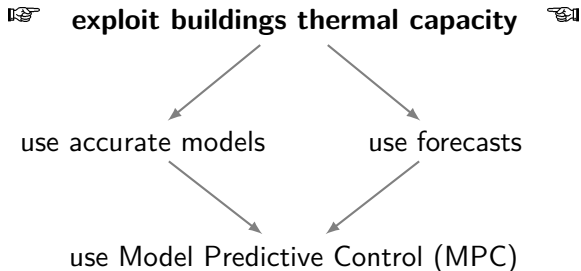 ☞ exploit buildings thermal capacity ☜
use accurate models use forecasts
use Model Predictive Control (MPC)